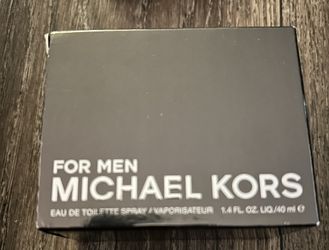 FOR MEN
MICHAEL KORS
EAU DE TOILETTE SPRAY / VAPORISATEUR 1.4 FL. OZ. LIQ./40 ml e